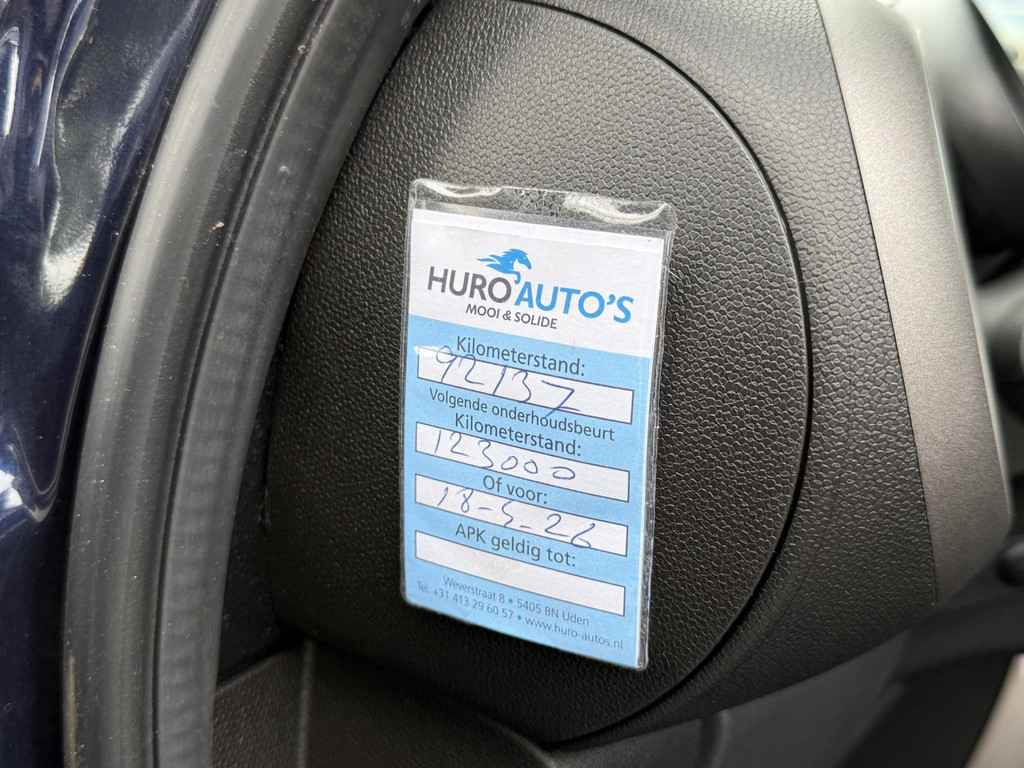 HURO AUTO'S
MOOI & SOLIDE
Kilometerstand:
92137
Volgende onderhoudsbeurt
Kilometerstand:
123000
Of voor:
18-5-26
APK geldig tot:
Weverstraat 8 • 5405 BN Uden
Tel. +31 413 29 60 57 • www.huro-autos.nl